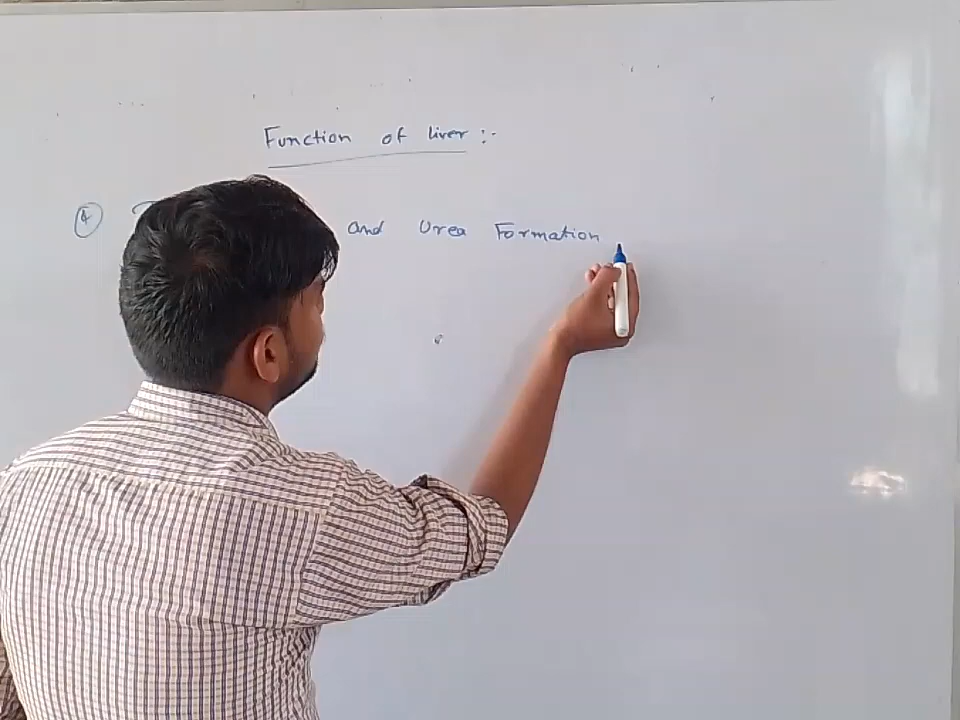 Function of liver :-
④ and Urea Formation